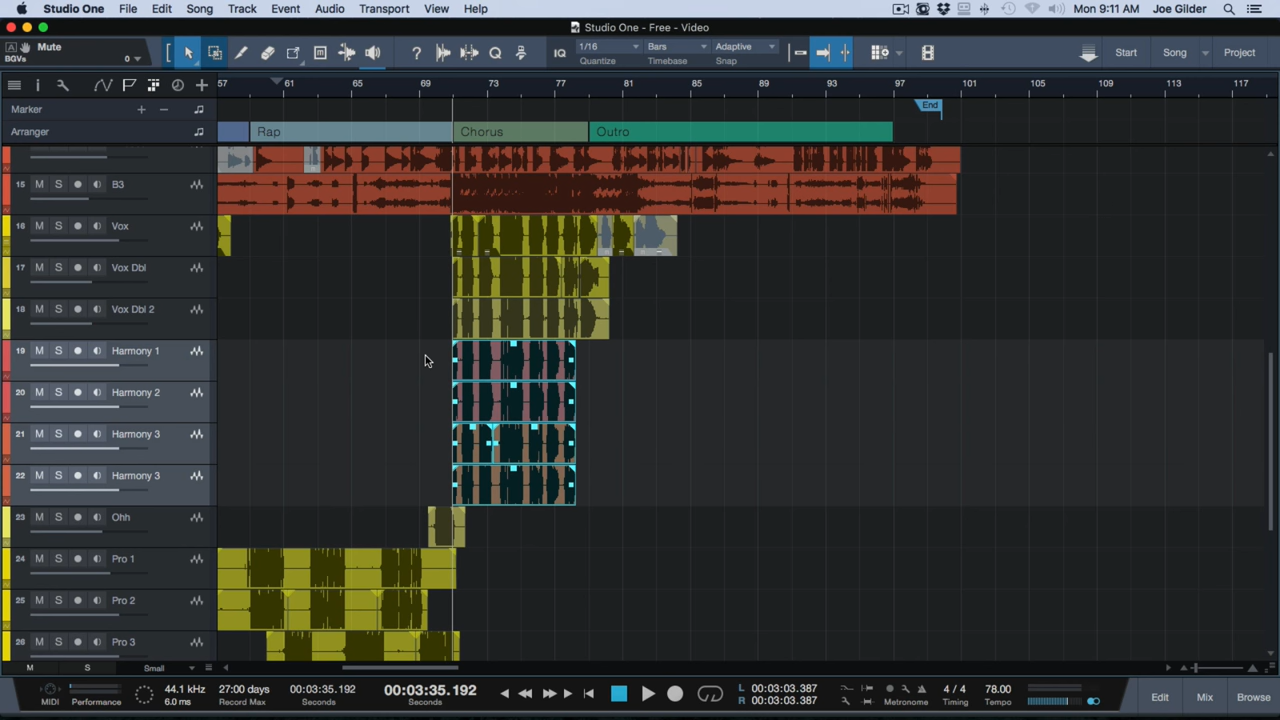 Studio One File Edit Song Track Event Audio Transport View Help Mon 9:11 AM Joe Gilder
Studio One - Free - Video
Mute
BGVs 0
IQ 1/16 Bars Adaptive Start Song Project
Quantize Timebase Snap
57 61 65 69 73 77 81 85 89 93 97 101 105 109 113 117
Marker End
Arranger Rap Chorus Outro
15 M S B3
16 M S Vox
17 M S Vox Dbl
18 M S Vox Dbl 2
19 M S Harmony 1
20 M S Harmony 2
21 M S Harmony 3
22 M S Harmony 3
23 M S Ohh
24 M S Pro 1
25 M S Pro 2
26 M S Pro 3
M S Small
44.1 kHz 27:00 days 00:03:35.192 00:03:35.192 L 00:03:03.387 4 / 4 78.00 Edit Mix Browse
MIDI Performance 6.0 ms Record Max Seconds Seconds R 00:03:03.387 Metronome Timing Tempo